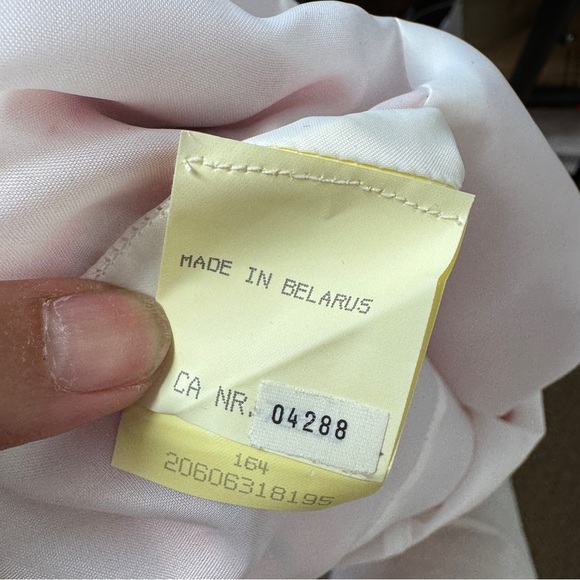 MADE IN BELARUS
CA NR. 04288
164
20606318195